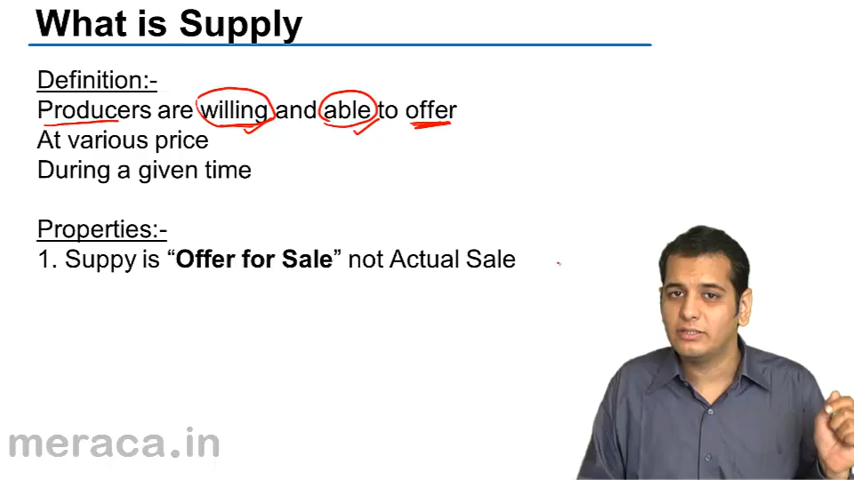 What is Supply
Definition:-
Producers are willing and able to offer
At various price
During a given time
Properties:-
1. Suppy is “Offer for Sale” not Actual Sale
meraca.in